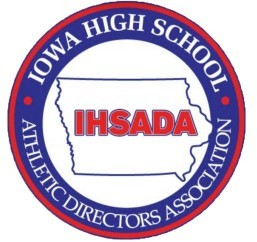 IOWA HIGH SCHOOL
IHSADA
ATHLETIC DIRECTORS ASSOCIATION